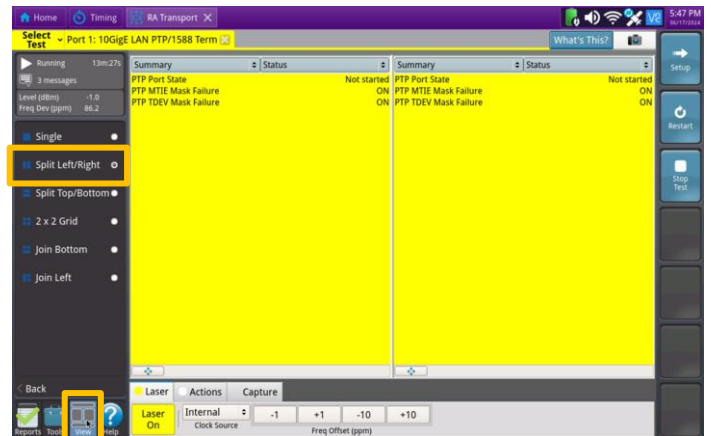 Home Timing RA Transport 5:47 PM
06/17/2024
Select Test Port 1: 10GigE LAN PTP/1588 Term What's This?
Running 13m:27s
3 messages
Level (dBm) -1.0
Freq Dev (ppm) 86.2
Single
Split Left/Right
Split Top/Bottom
2 x 2 Grid
Join Bottom
Join Left
Back
Reports Tools View Help
Summary Status
PTP Port State Not started
PTP MTIE Mask Failure ON
PTP TDEV Mask Failure ON
Summary Status
PTP Port State Not started
PTP MTIE Mask Failure ON
PTP TDEV Mask Failure ON
Laser Actions Capture
Laser On Internal -1 +1 -10 +10
Clock Source Freq Offset (ppm)
Setup
Restart
Stop Test